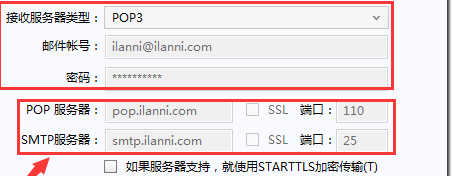 接收服务器类型： POP3
邮件帐号： ilanni@ilanni.com
密码： **********
POP 服务器： pop.ilanni.com SSL 端口： 110
SMTP服务器： smtp.ilanni.com SSL 端口： 25
如果服务器支持，就使用STARTTLS加密传输(T)